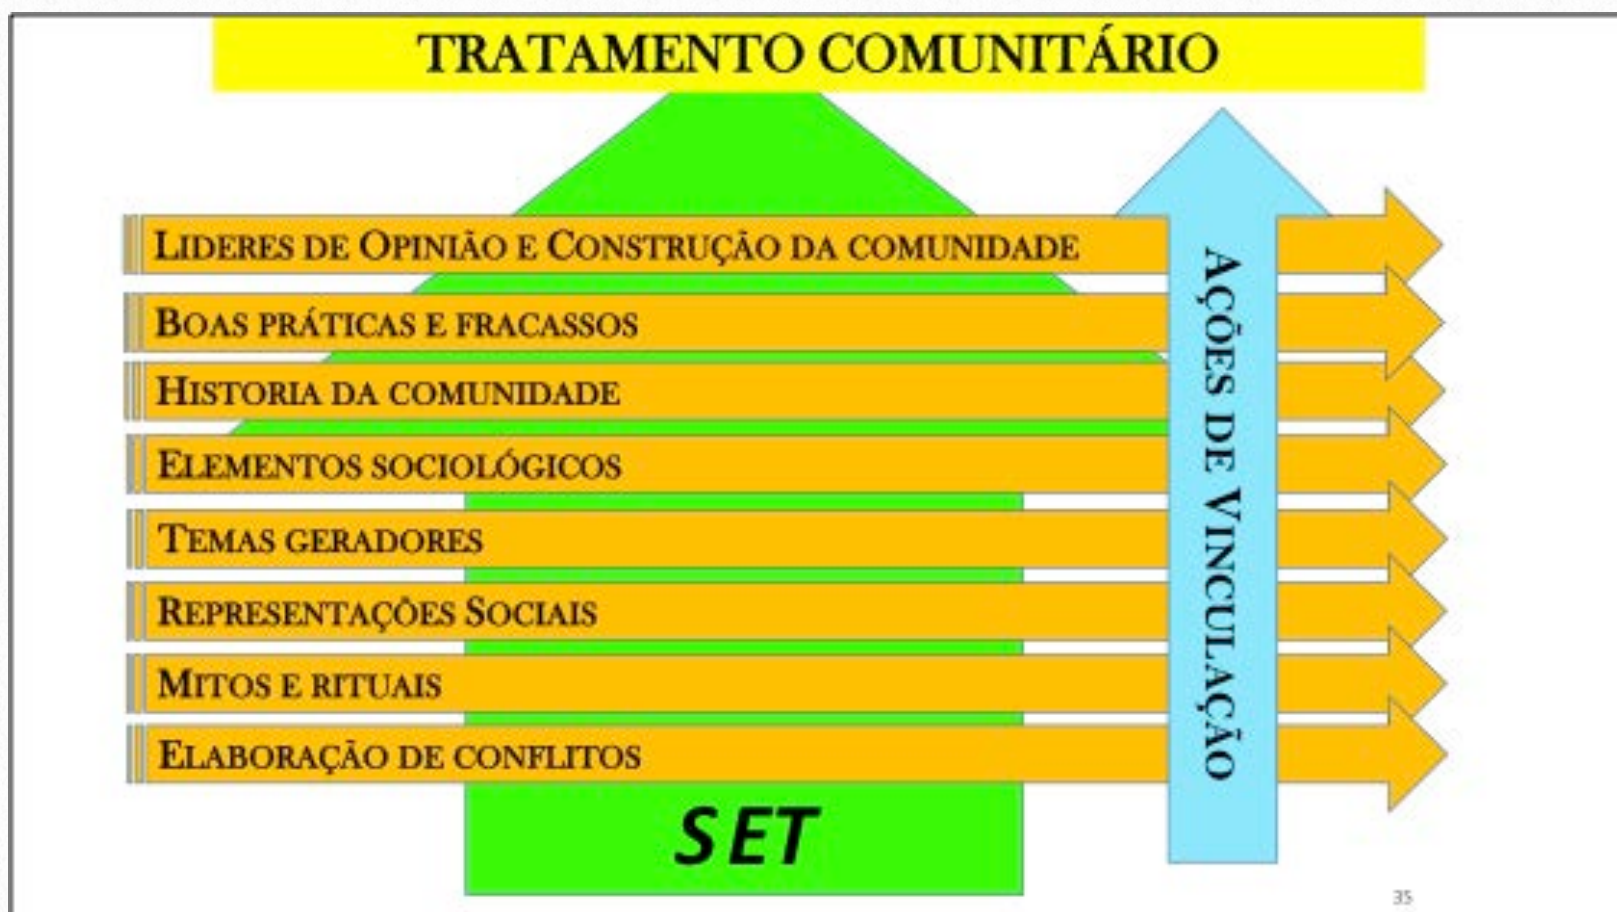 TRATAMENTO COMUNITÁRIO
LIDERES DE OPINIÃO E CONSTRUÇÃO DA COMUNIDADE
BOAS PRÁTICAS E FRACASSOS
HISTORIA DA COMUNIDADE
ELEMENTOS SOCIOLÓGICOS
TEMAS GERADORES
REPRESENTAÇÕES SOCIAIS
MITOS E RITUAIS
ELABORAÇÃO DE CONFLITOS
AÇÕES DE VINCULAÇÃO
SET
35